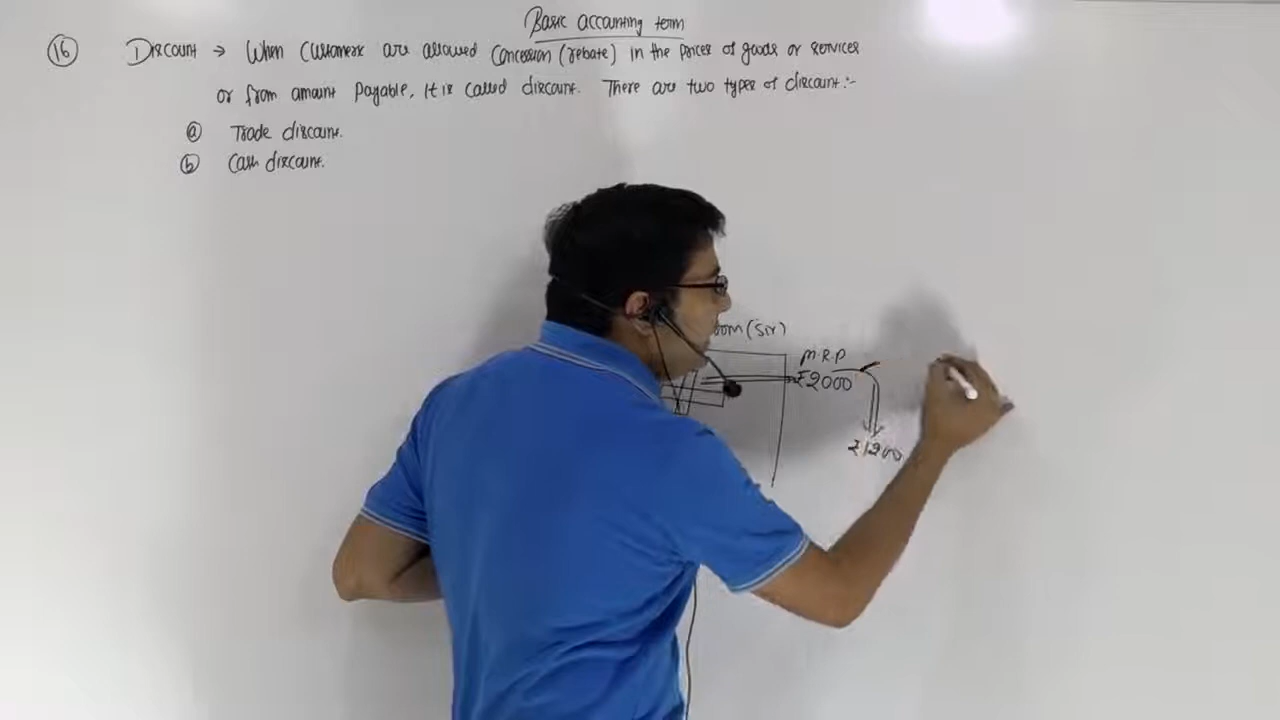 Basic accounting term
16 Discount → When customers are allowed concession (rebate) in the prices of goods or services
or from amount payable, it is called discount. There are two types of discount:-
a Trade discount.
b Cash discount.
(Sir)
M.R.P
₹2000
₹1200